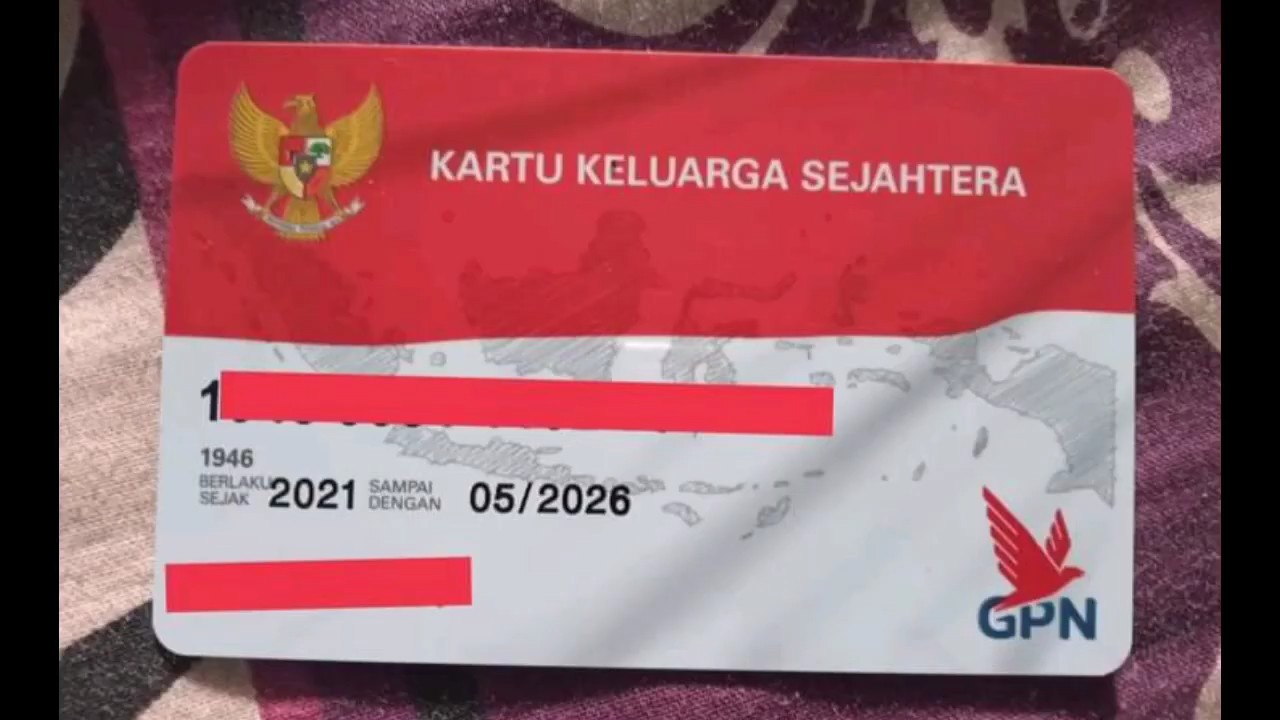 KARTU KELUARGA SEJAHTERA
1
1946
BERLAKU SEJAK 2021 SAMPAI DENGAN 05/2026
GPN